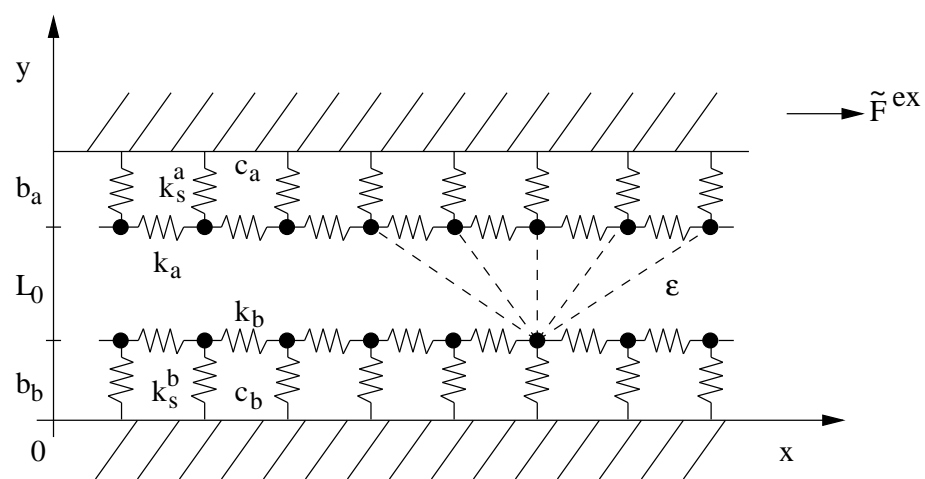 y
F̃ ex
b_a
k_s^a
c_a
k_a
L_0
ε
k_b
b_b
k_s^b
c_b
0
x